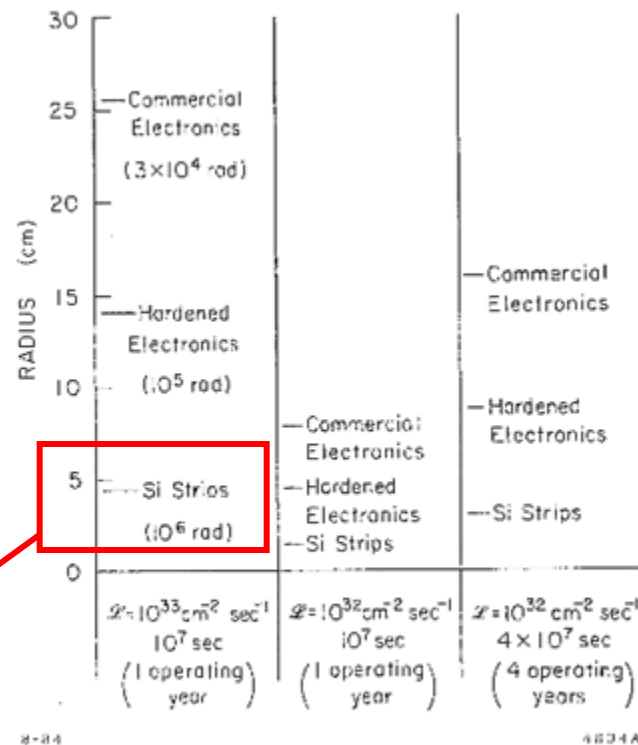 30
25
20
15
10
5
0
RADIUS (cm)
Commercial
Electronics
(3×10⁴ rad)
Hardened
Electronics
(10⁵ rad)
Si Strips
(10⁶ rad)
ℒ=10³³cm⁻² sec⁻¹
10⁷ sec
(1 operating
year)
Commercial
Electronics
Hardened
Electronics
Si Strips
ℒ=10³²cm⁻² sec⁻¹
10⁷ sec
(1 operating
year)
Commercial
Electronics
Hardened
Electronics
Si Strips
ℒ=10³² cm⁻² sec⁻¹
4×10⁷ sec
(4 operating
years)
8-84
4834A